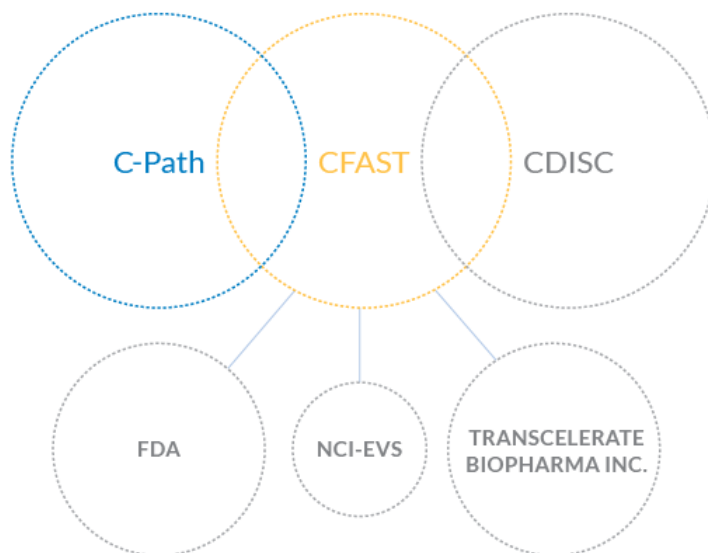 C-Path
CFAST
CDISC
FDA
NCI-EVS
TRANSCELERATE
BIOPHARMA INC.